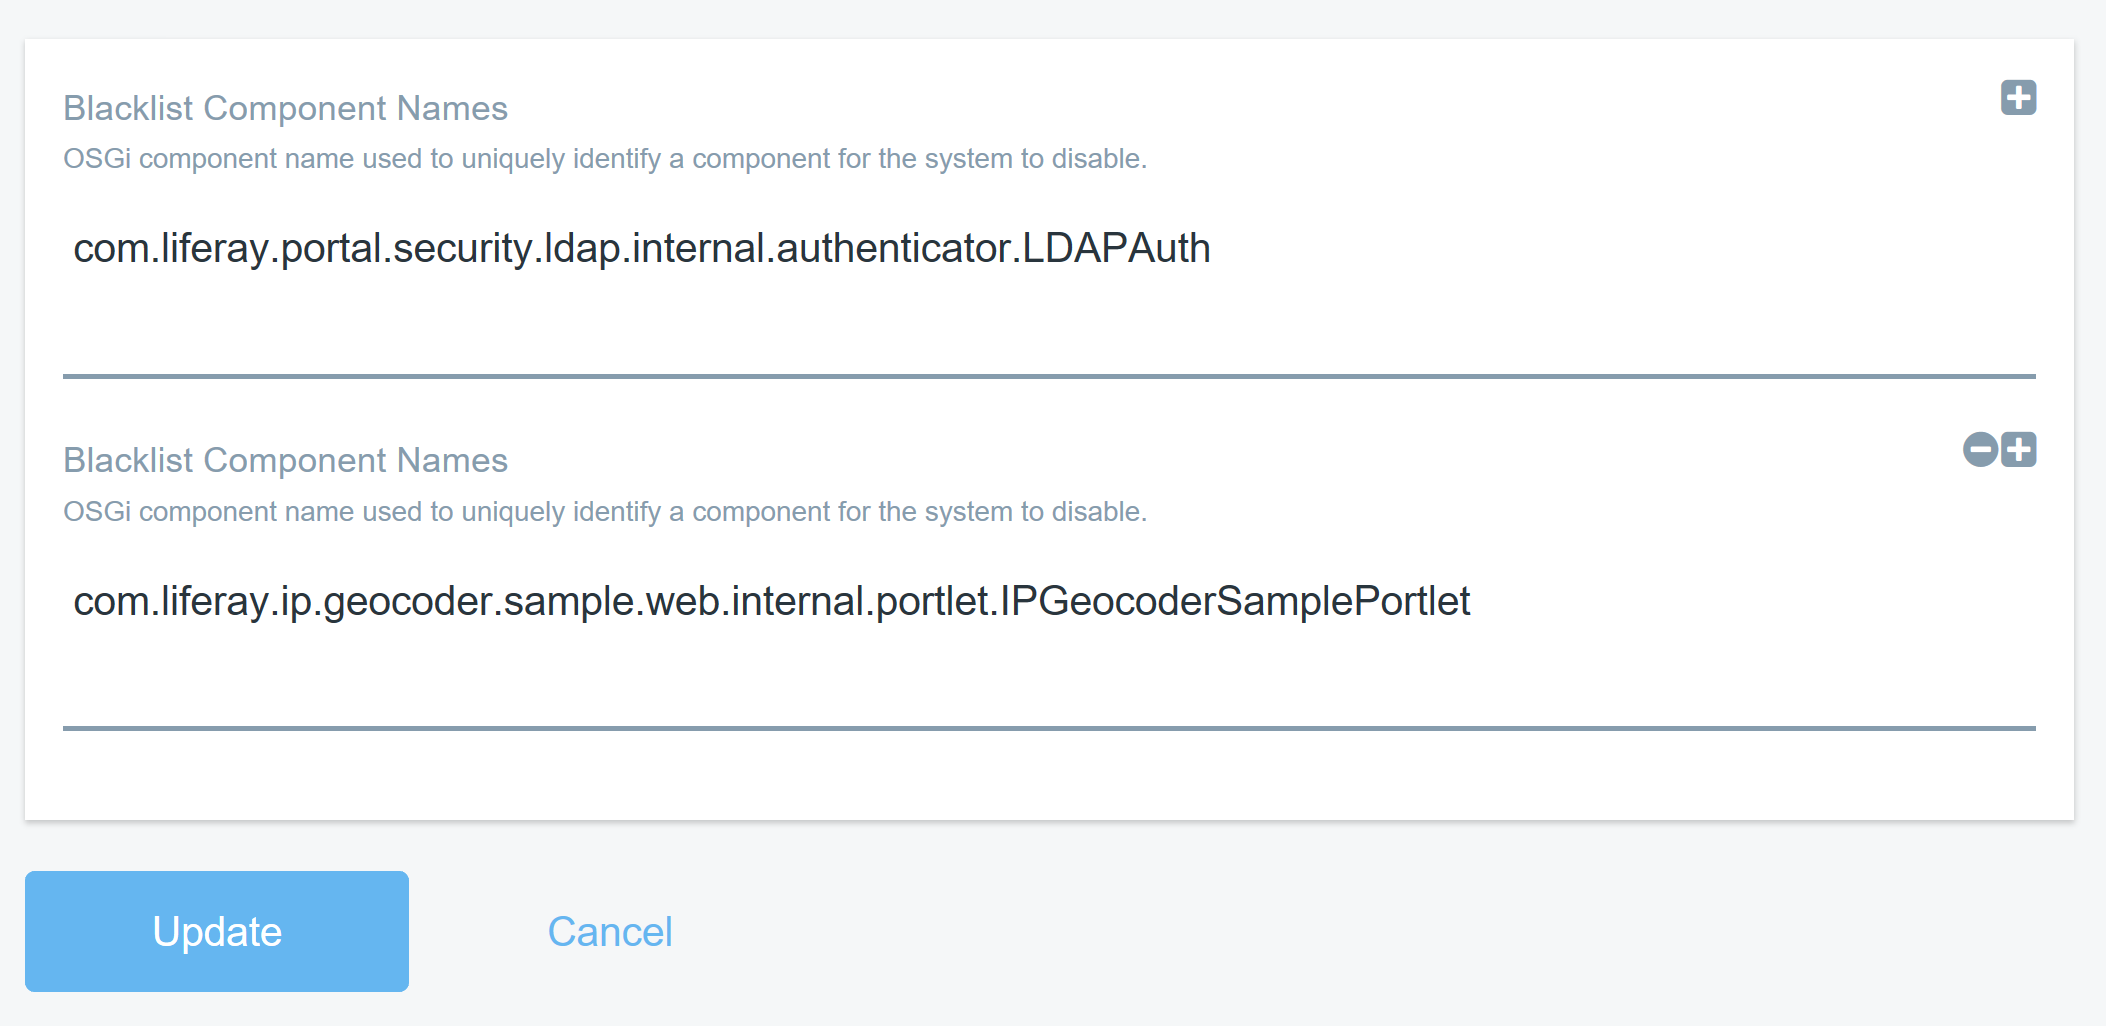 Blacklist Component Names
OSGi component name used to uniquely identify a component for the system to disable.
com.liferay.portal.security.ldap.internal.authenticator.LDAPAuth
Blacklist Component Names
OSGi component name used to uniquely identify a component for the system to disable.
com.liferay.ip.geocoder.sample.web.internal.portlet.IPGeocoderSamplePortlet
Update
Cancel